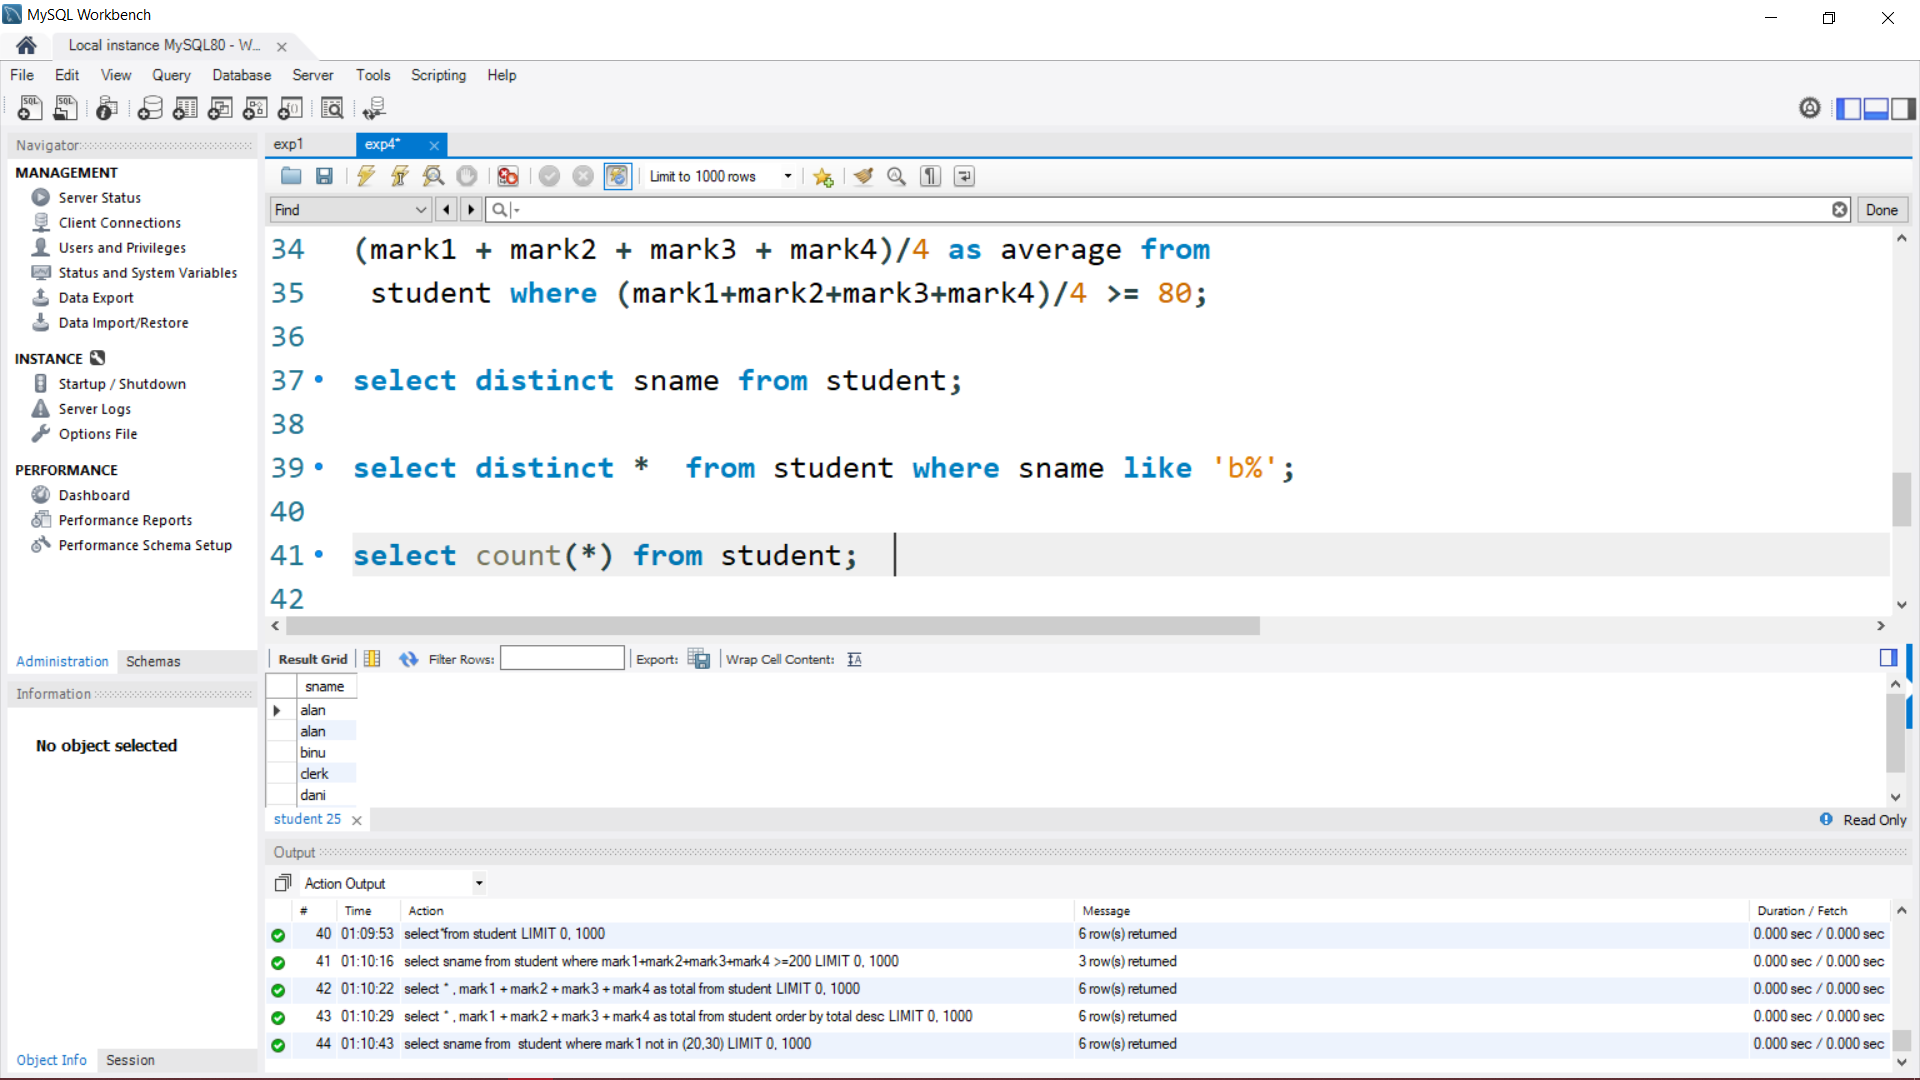 MySQL Workbench
Local instance MySQL80 - W...
File Edit View Query Database Server Tools Scripting Help
Navigator
MANAGEMENT
Server Status
Client Connections
Users and Privileges
Status and System Variables
Data Export
Data Import/Restore
INSTANCE
Startup / Shutdown
Server Logs
Options File
PERFORMANCE
Dashboard
Performance Reports
Performance Schema Setup
Administration Schemas
Information
No object selected
Object Info Session
exp1 exp4*
Limit to 1000 rows
Find Done
34 (mark1 + mark2 + mark3 + mark4)/4 as average from
35 student where (mark1+mark2+mark3+mark4)/4 >= 80;
36
37 select distinct sname from student;
38
39 select distinct * from student where sname like 'b%';
40
41 select count(*) from student;
42
Result Grid Filter Rows: Export: Wrap Cell Content:
sname
alan
alan
binu
clerk
dani
student 25 Read Only
Output
Action Output
# Time Action Message Duration / Fetch
40 01:09:53 select*from student LIMIT 0, 1000 6 row(s) returned 0.000 sec / 0.000 sec
41 01:10:16 select sname from student where mark1+mark2+mark3+mark4 >=200 LIMIT 0, 1000 3 row(s) returned 0.000 sec / 0.000 sec
42 01:10:22 select * , mark1 + mark2 + mark3 + mark4 as total from student LIMIT 0, 1000 6 row(s) returned 0.000 sec / 0.000 sec
43 01:10:29 select * , mark1 + mark2 + mark3 + mark4 as total from student order by total desc LIMIT 0, 1000 6 row(s) returned 0.000 sec / 0.000 sec
44 01:10:43 select sname from student where mark1 not in (20,30) LIMIT 0, 1000 6 row(s) returned 0.000 sec / 0.000 sec